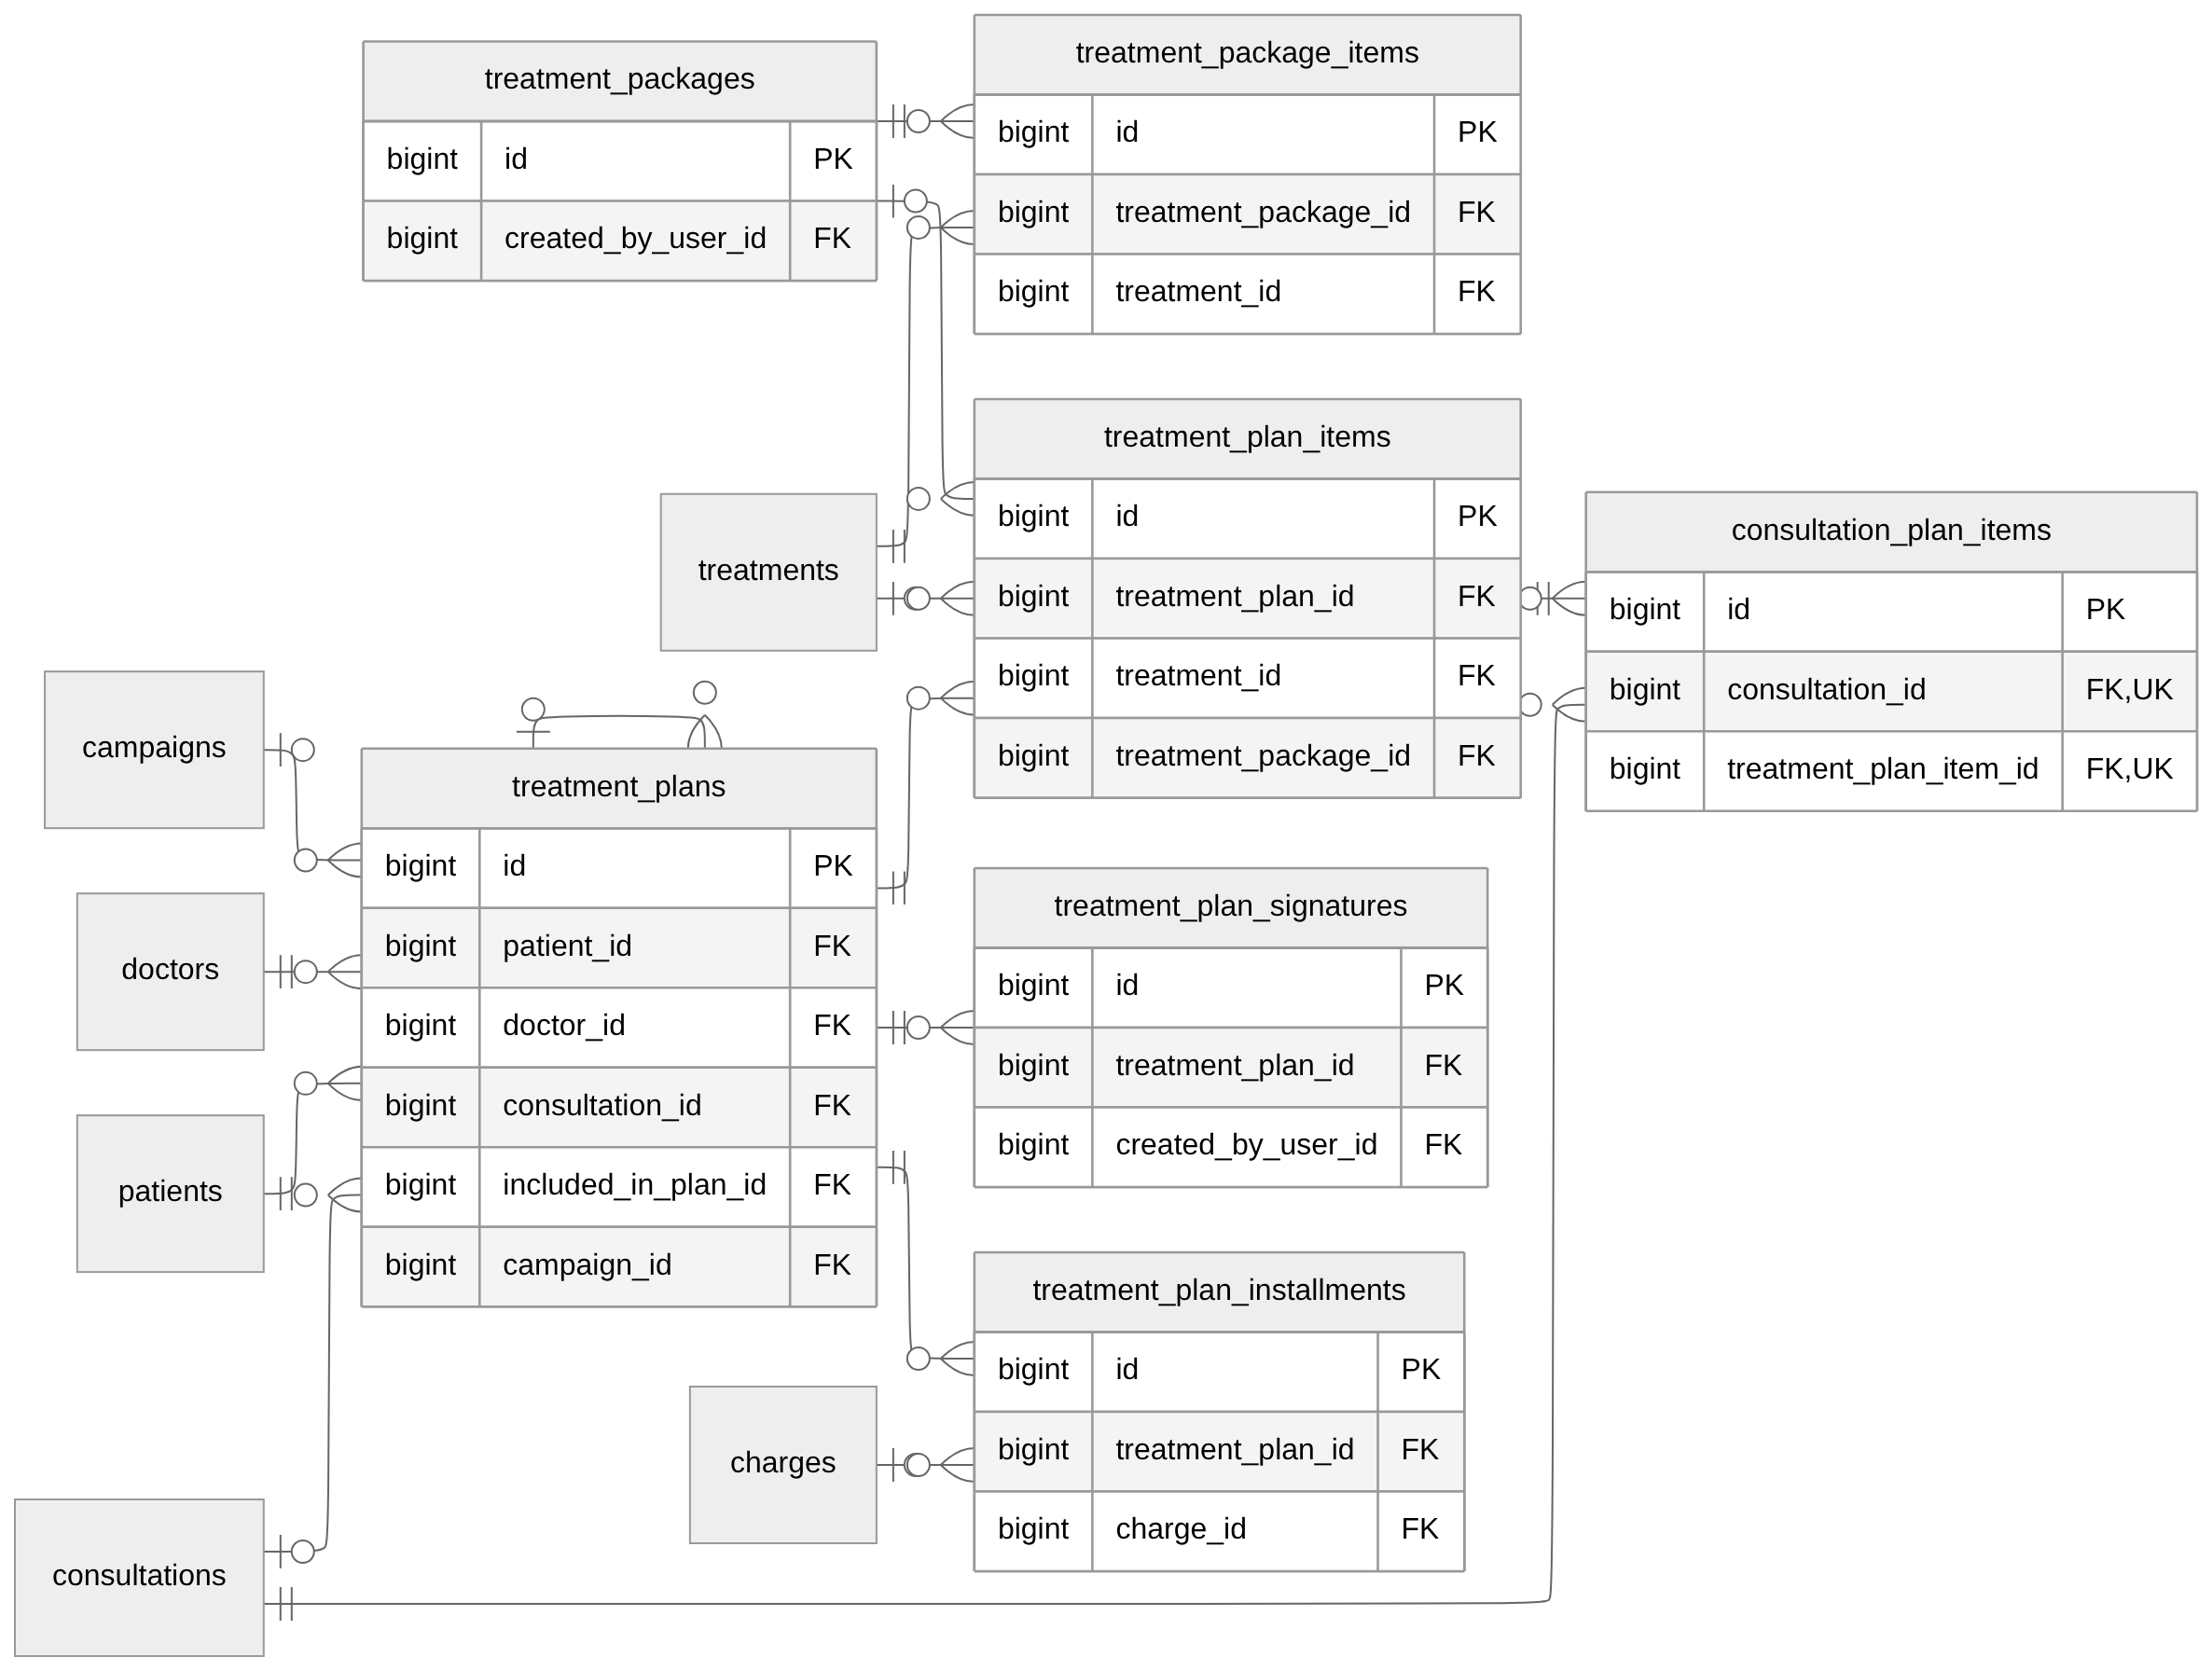 treatment_packages
bigint id PK
bigint created_by_user_id FK
treatment_package_items
bigint id PK
bigint treatment_package_id FK
bigint treatment_id FK
treatment_plan_items
bigint id PK
bigint treatment_plan_id FK
bigint treatment_id FK
bigint treatment_package_id FK
consultation_plan_items
bigint id PK
bigint consultation_id FK,UK
bigint treatment_plan_item_id FK,UK
treatments
campaigns
doctors
patients
consultations
treatment_plans
bigint id PK
bigint patient_id FK
bigint doctor_id FK
bigint consultation_id FK
bigint included_in_plan_id FK
bigint campaign_id FK
treatment_plan_signatures
bigint id PK
bigint treatment_plan_id FK
bigint created_by_user_id FK
treatment_plan_installments
bigint id PK
bigint treatment_plan_id FK
bigint charge_id FK
charges